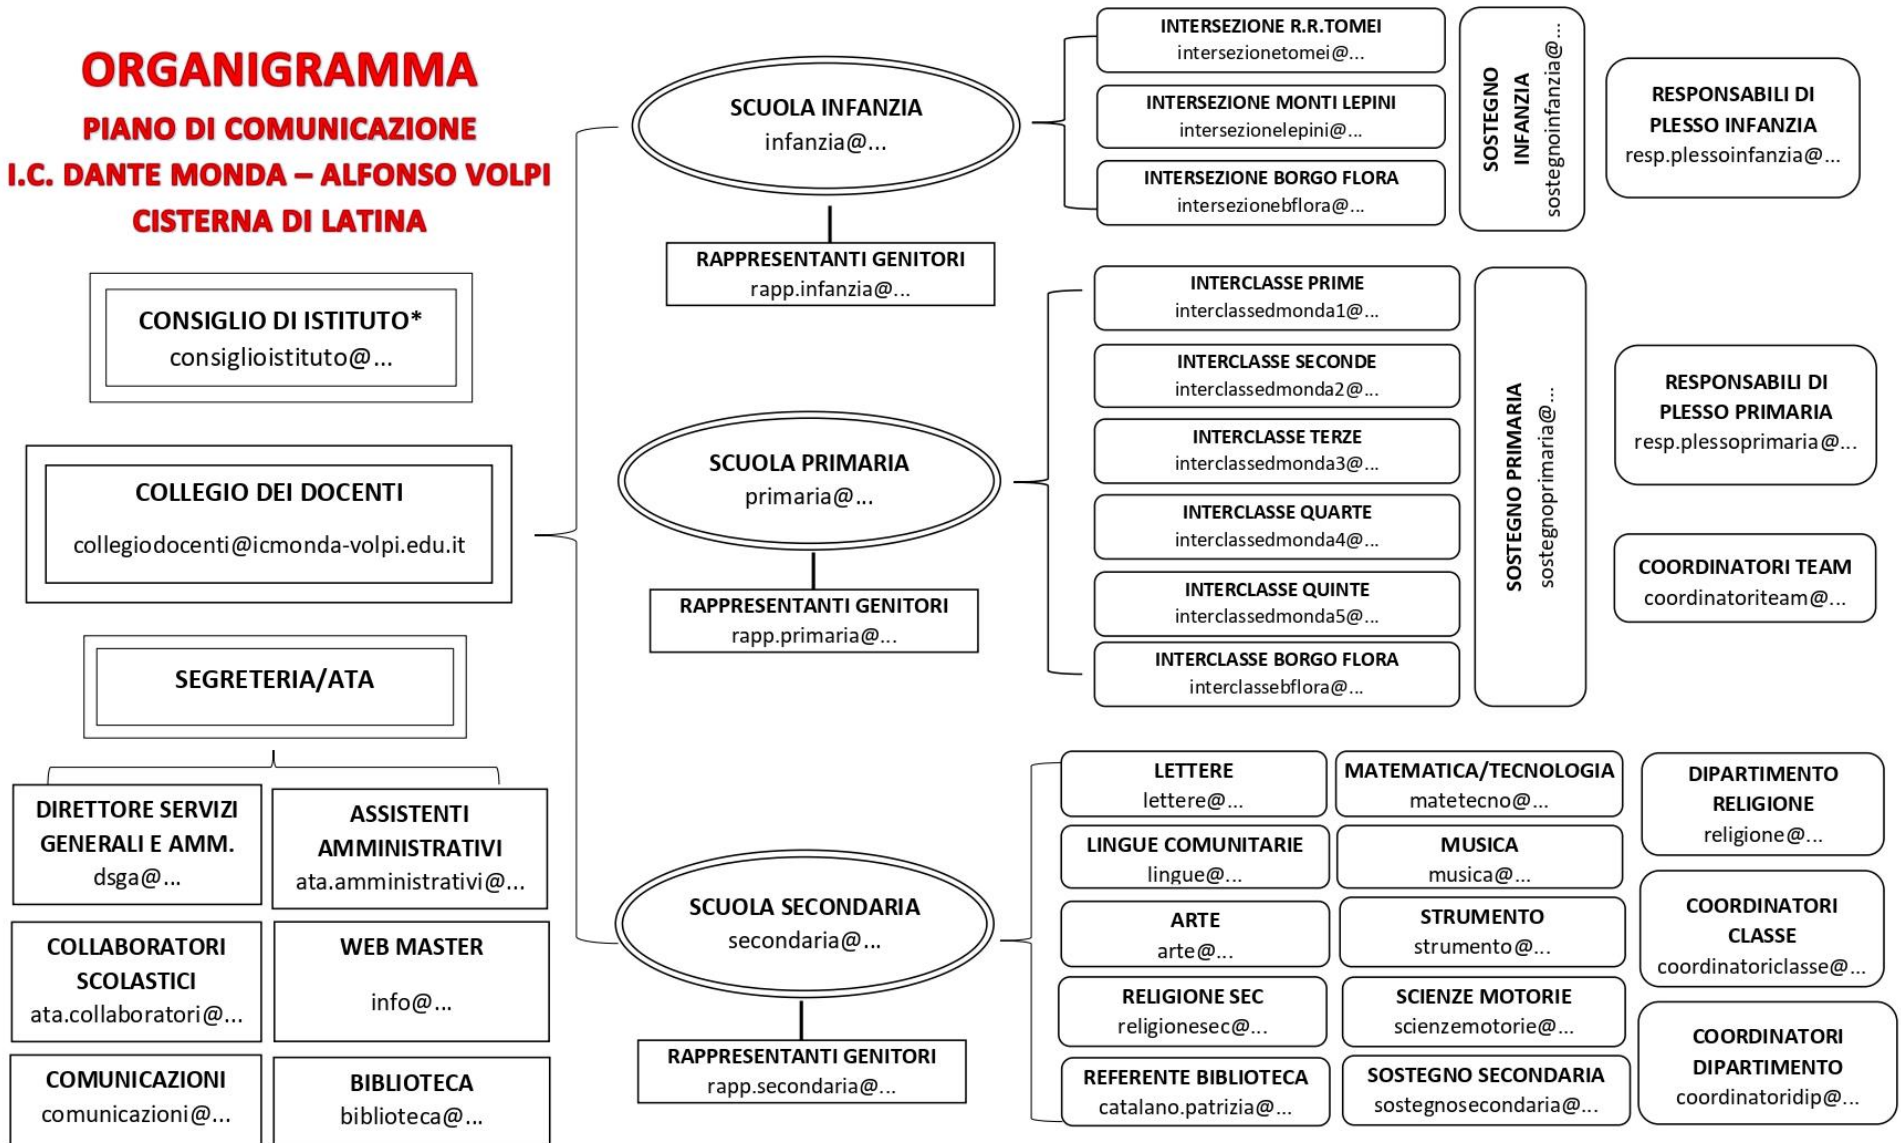 ORGANIGRAMMA
PIANO DI COMUNICAZIONE
I.C. DANTE MONDA – ALFONSO VOLPI
CISTERNA DI LATINA
CONSIGLIO DI ISTITUTO*
consiglioistituto@...
COLLEGIO DEI DOCENTI
collegiodocenti@icmonda-volpi.edu.it
SEGRETERIA/ATA
DIRETTORE SERVIZI
GENERALI E AMM.
dsga@...
ASSISTENTI
AMMINISTRATIVI
ata.amministrativi@...
COLLABORATORI
SCOLASTICI
ata.collaboratori@...
WEB MASTER
info@...
COMUNICAZIONI
comunicazioni@...
BIBLIOTECA
biblioteca@...
SCUOLA INFANZIA
infanzia@...
RAPPRESENTANTI GENITORI
rapp.infanzia@...
INTERSEZIONE R.R.TOMEI
intersezionetomei@...
INTERSEZIONE MONTI LEPINI
intersezionelepini@...
INTERSEZIONE BORGO FLORA
intersezionebflora@...
SOSTEGNO
INFANZIA
sostegnoinfanzia@...
RESPONSABILI DI
PLESSO INFANZIA
resp.plessoinfanzia@...
SCUOLA PRIMARIA
primaria@...
RAPPRESENTANTI GENITORI
rapp.primaria@...
INTERCLASSE PRIME
interclassedmonda1@...
INTERCLASSE SECONDE
interclassedmonda2@...
INTERCLASSE TERZE
interclassedmonda3@...
INTERCLASSE QUARTE
interclassedmonda4@...
INTERCLASSE QUINTE
interclassedmonda5@...
INTERCLASSE BORGO FLORA
interclassebflora@...
SOSTEGNO PRIMARIA
sostegnoprimaria@...
RESPONSABILI DI
PLESSO PRIMARIA
resp.plessoprimaria@...
COORDINATORI TEAM
coordinatoriteam@...
SCUOLA SECONDARIA
secondaria@...
RAPPRESENTANTI GENITORI
rapp.secondaria@...
LETTERE
lettere@...
MATEMATICA/TECNOLOGIA
matetecno@...
LINGUE COMUNITARIE
lingue@...
MUSICA
musica@...
ARTE
arte@...
STRUMENTO
strumento@...
RELIGIONE SEC
religionesec@...
SCIENZE MOTORIE
scienzemotorie@...
REFERENTE BIBLIOTECA
catalano.patrizia@...
SOSTEGNO SECONDARIA
sostegnosecondaria@...
DIPARTIMENTO
RELIGIONE
religione@...
COORDINATORI
CLASSE
coordinatoriclasse@...
COORDINATORI
DIPARTIMENTO
coordinatoridip@...